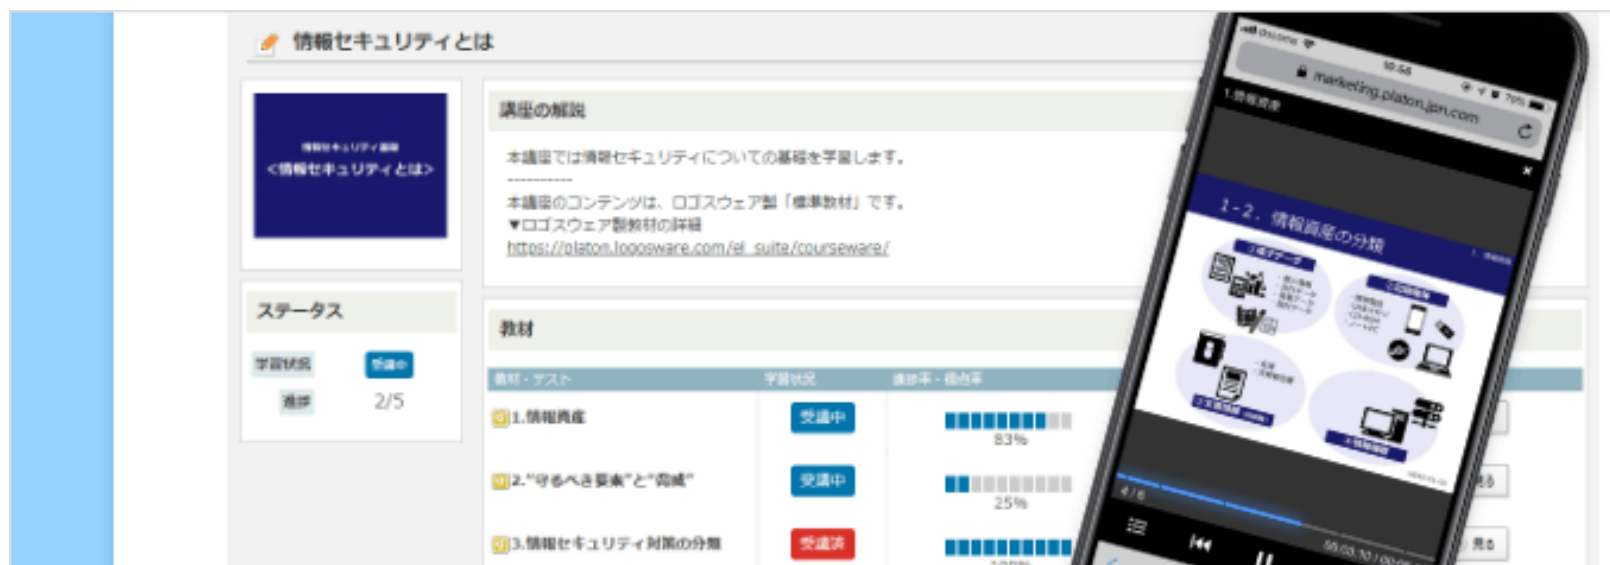 情報セキュリティとは
情報セキュリティ基礎
<情報セキュリティとは>
講座の解説
本講座では情報セキュリティについての基礎を学習します。
----------
本講座のコンテンツは、ロゴスウェア製「標準教材」です。
▼ロゴスウェア製教材の詳細
https://platon.logosware.com/el_suite/courseware/
ステータス
学習状況 受講中
進捗 2/5
教材
教材・テスト 学習状況 進捗率・得点率
1.情報資産 受講中 83%
2."守るべき要素"と"脅威" 受講中 25%
見る
3.情報セキュリティ対策の分類 受講済 100%
見る
docomo 10:58 70%
marketing.platon.jpn.com
1.情報資産
1-2. 情報資産の分類
4/6